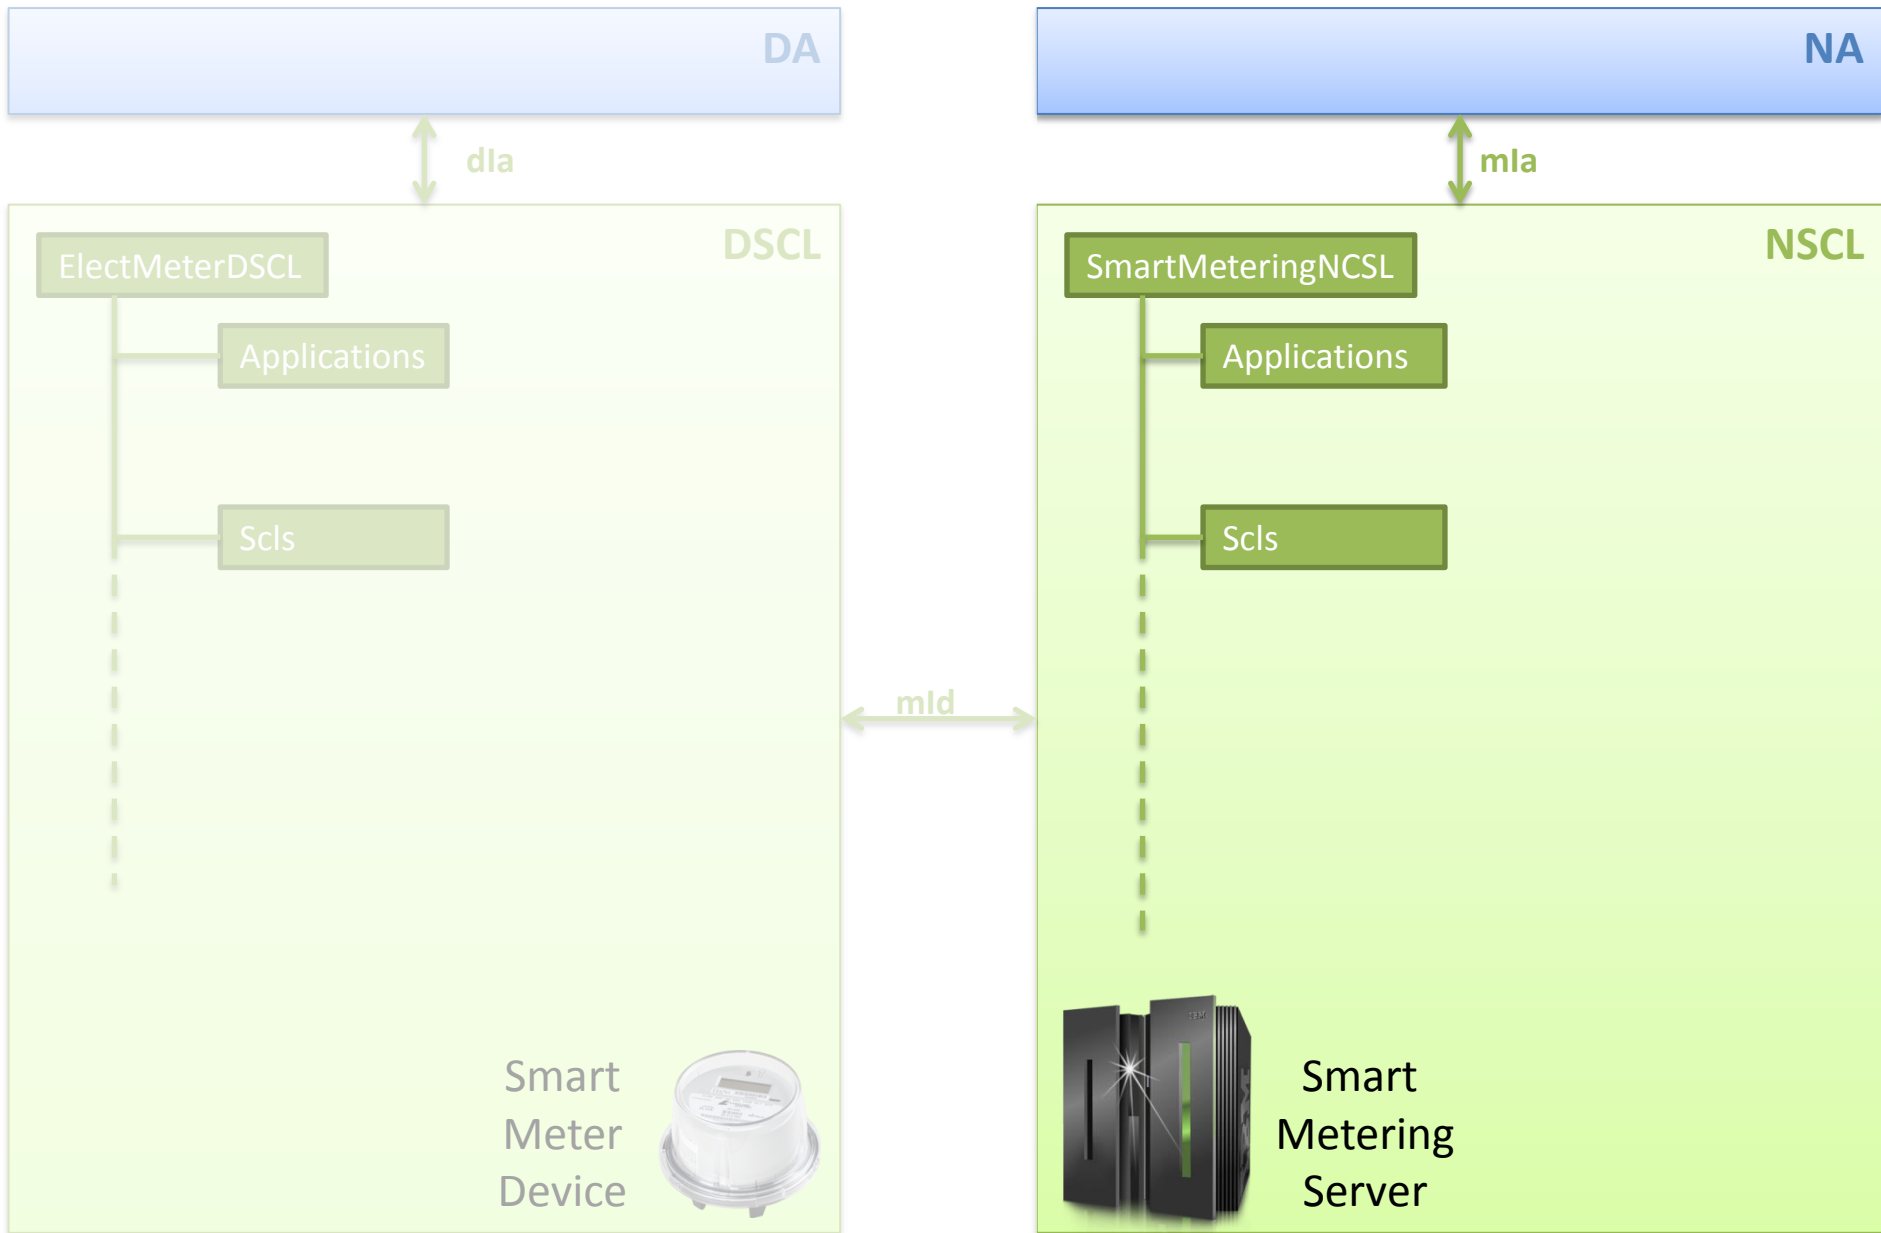 DA
NA
dIa
mIa
DSCL
NSCL
ElectMeterDSCL
SmartMeteringNCSL
Applications
Applications
Scls
Scls
mId
Smart
Meter
Device
Smart
Metering
Server
IBM